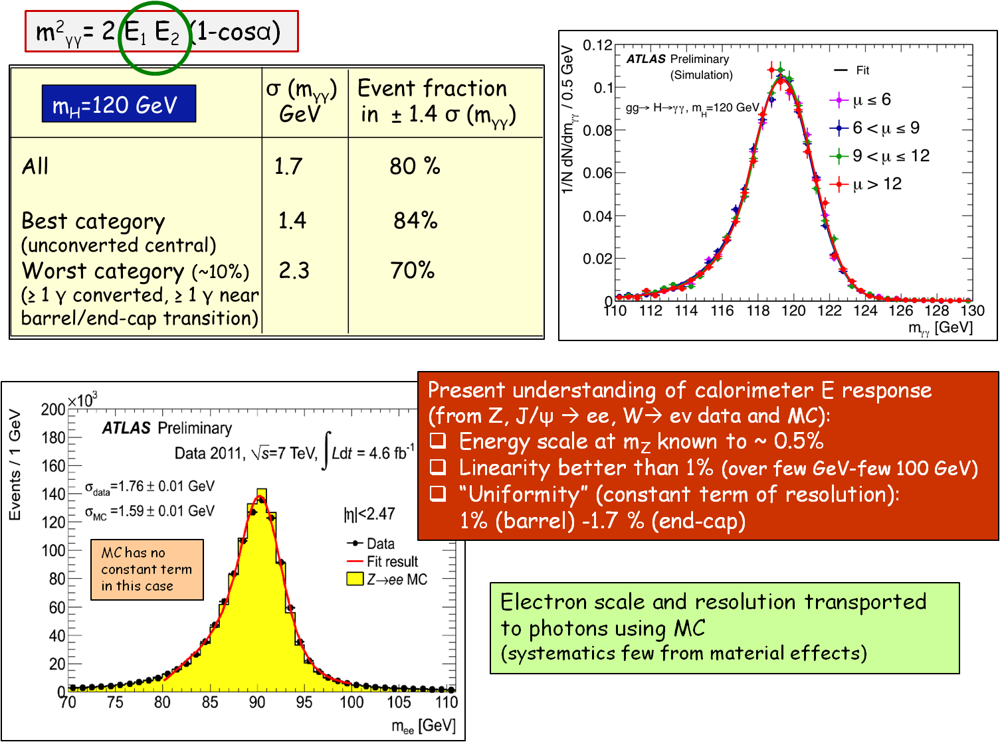 m²γγ= 2 E₁ E₂ (1-cosα)
mH=120 GeV
σ (mγγ)
GeV
Event fraction
in ± 1.4 σ (mγγ)
All
1.7
80 %
Best category
(unconverted central)
1.4
84%
Worst category (~10%)
(≥ 1 γ converted, ≥ 1 γ near
barrel/end-cap transition)
2.3
70%
1/N dN/dmγγ / 0.5 GeV
0.12
0.1
0.08
0.06
0.04
0.02
0
ATLAS Preliminary
(Simulation)
gg→ H→γγ, mH=120 GeV
Fit
μ ≤ 6
6 < μ ≤ 9
9 < μ ≤ 12
μ > 12
110 112 114 116 118 120 122 124 126 128 130
mγγ [GeV]
Events / 1 GeV
×10³
200
180
160
140
120
100
80
60
40
20
0
ATLAS Preliminary
Data 2011, √s=7 TeV, ∫Ldt = 4.6 fb⁻¹
σdata=1.76 ± 0.01 GeV
σMC =1.59 ± 0.01 GeV
|η|<2.47
Data
Fit result
Z→ee MC
MC has no
constant term
in this case
70 75 80 85 90 95 100 105 110
mee [GeV]
Present understanding of calorimeter E response
(from Z, J/ψ → ee, W→ eν data and MC):
❑ Energy scale at mZ known to ~ 0.5%
❑ Linearity better than 1% (over few GeV-few 100 GeV)
❑ “Uniformity” (constant term of resolution):
1% (barrel) -1.7 % (end-cap)
Electron scale and resolution transported
to photons using MC
(systematics few from material effects)